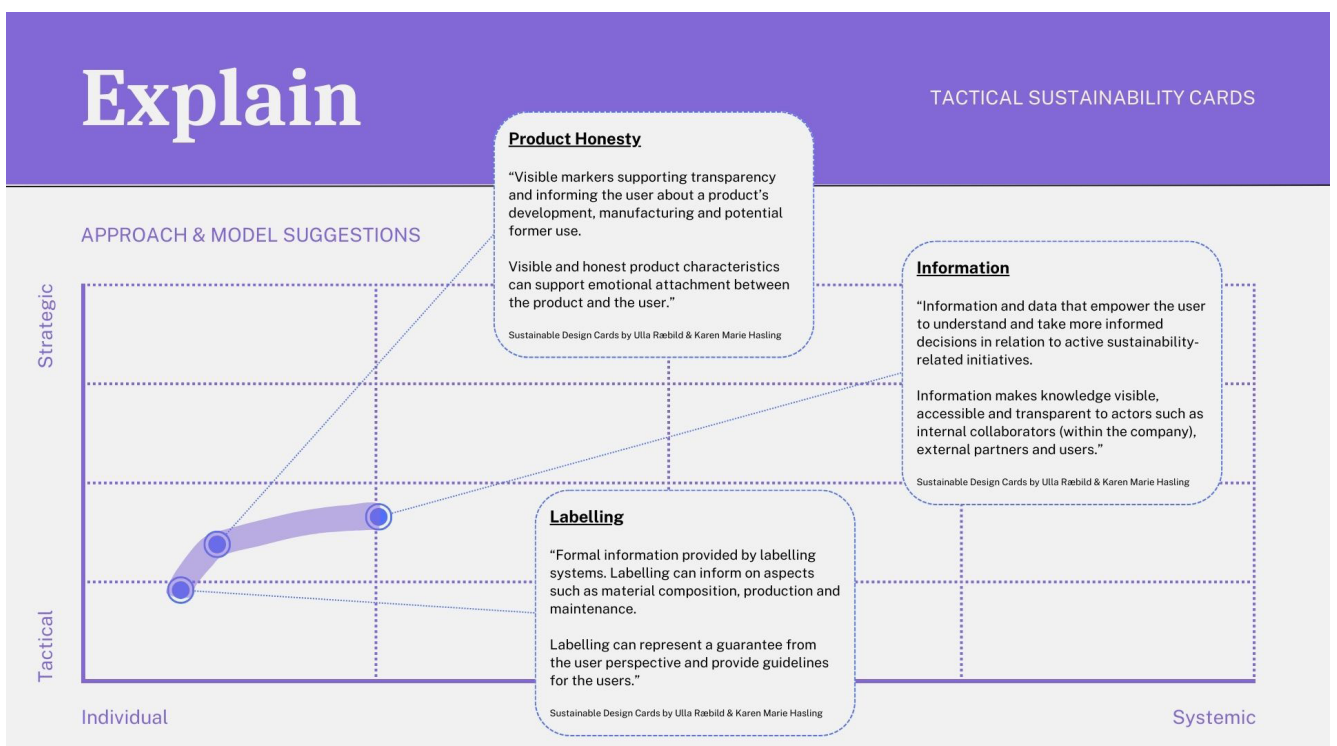 Explain
TACTICAL SUSTAINABILITY CARDS
APPROACH & MODEL SUGGESTIONS
Product Honesty
“Visible markers supporting transparency
and informing the user about a product’s
development, manufacturing and potential
former use.
Visible and honest product characteristics
can support emotional attachment between
the product and the user.”
Sustainable Design Cards by Ulla Ræbild & Karen Marie Hasling
Information
“Information and data that empower the user
to understand and take more informed
decisions in relation to active sustainability-
related initiatives.
Information makes knowledge visible,
accessible and transparent to actors such as
internal collaborators (within the company),
external partners and users.”
Sustainable Design Cards by Ulla Ræbild & Karen Marie Hasling
Labelling
“Formal information provided by labelling
systems. Labelling can inform on aspects
such as material composition, production and
maintenance.
Labelling can represent a guarantee from
the user perspective and provide guidelines
for the users.”
Sustainable Design Cards by Ulla Ræbild & Karen Marie Hasling
Strategic
Tactical
Individual
Systemic